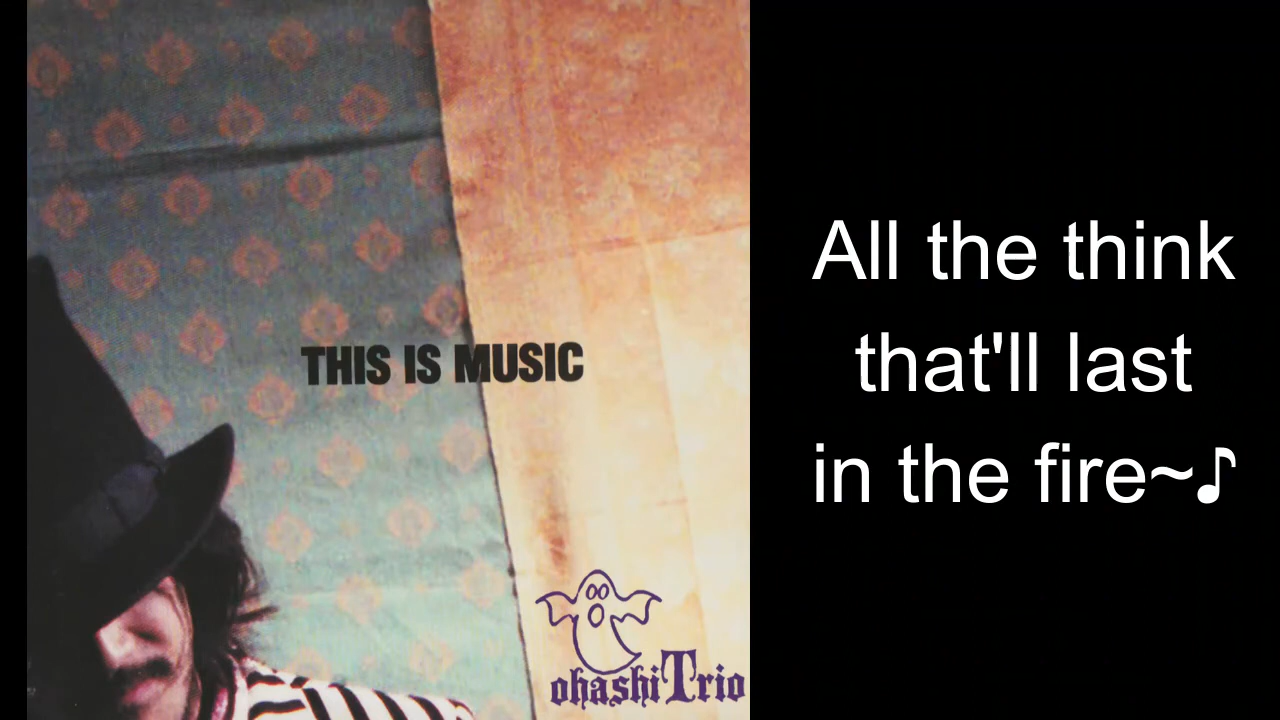 THIS IS MUSIC
ohashiTrio
All the think
that'll last
in the fire~♪